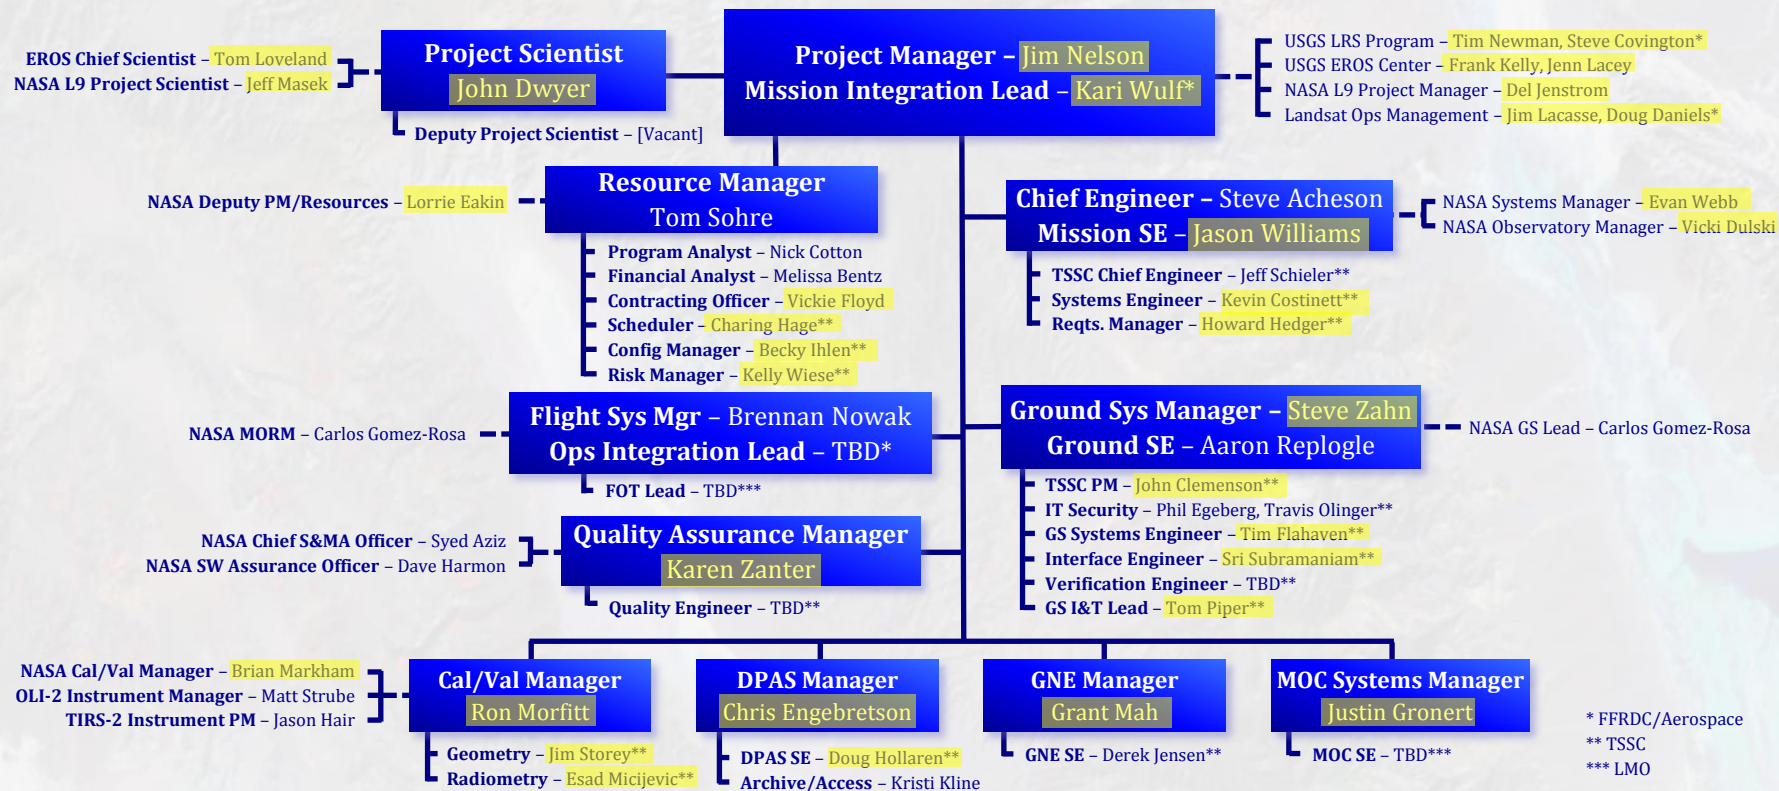 EROS Chief Scientist – Tom Loveland
NASA L9 Project Scientist – Jeff Masek
Project Scientist
John Dwyer
Deputy Project Scientist – [Vacant]
Project Manager – Jim Nelson
Mission Integration Lead – Kari Wulf*
USGS LRS Program – Tim Newman, Steve Covington*
USGS EROS Center – Frank Kelly, Jenn Lacey
NASA L9 Project Manager – Del Jenstrom
Landsat Ops Management – Jim Lacasse, Doug Daniels*
NASA Deputy PM/Resources – Lorrie Eakin
Resource Manager
Tom Sohre
Program Analyst – Nick Cotton
Financial Analyst – Melissa Bentz
Contracting Officer – Vickie Floyd
Scheduler – Charing Hage**
Config Manager – Becky Ihlen**
Risk Manager – Kelly Wiese**
Chief Engineer – Steve Acheson
Mission SE – Jason Williams
NASA Systems Manager – Evan Webb
NASA Observatory Manager – Vicki Dulski
TSSC Chief Engineer – Jeff Schieler**
Systems Engineer – Kevin Costinett**
Reqts. Manager – Howard Hedger**
NASA MORM – Carlos Gomez-Rosa
Flight Sys Mgr – Brennan Nowak
Ops Integration Lead – TBD*
FOT Lead – TBD***
Ground Sys Manager – Steve Zahn
Ground SE – Aaron Replogle
NASA GS Lead – Carlos Gomez-Rosa
TSSC PM – John Clemenson**
IT Security – Phil Egeberg, Travis Olinger**
GS Systems Engineer – Tim Flahaven**
Interface Engineer – Sri Subramaniam**
Verification Engineer – TBD**
GS I&T Lead – Tom Piper**
NASA Chief S&MA Officer – Syed Aziz
NASA SW Assurance Officer – Dave Harmon
Quality Assurance Manager
Karen Zanter
Quality Engineer – TBD**
NASA Cal/Val Manager – Brian Markham
OLI-2 Instrument Manager – Matt Strube
TIRS-2 Instrument PM – Jason Hair
Cal/Val Manager
Ron Morfitt
Geometry – Jim Storey**
Radiometry – Esad Micijevic**
DPAS Manager
Chris Engebretson
DPAS SE – Doug Hollaren**
Archive/Access – Kristi Kline
GNE Manager
Grant Mah
GNE SE – Derek Jensen**
MOC Systems Manager
Justin Gronert
MOC SE – TBD***
* FFRDC/Aerospace
** TSSC
*** LMO